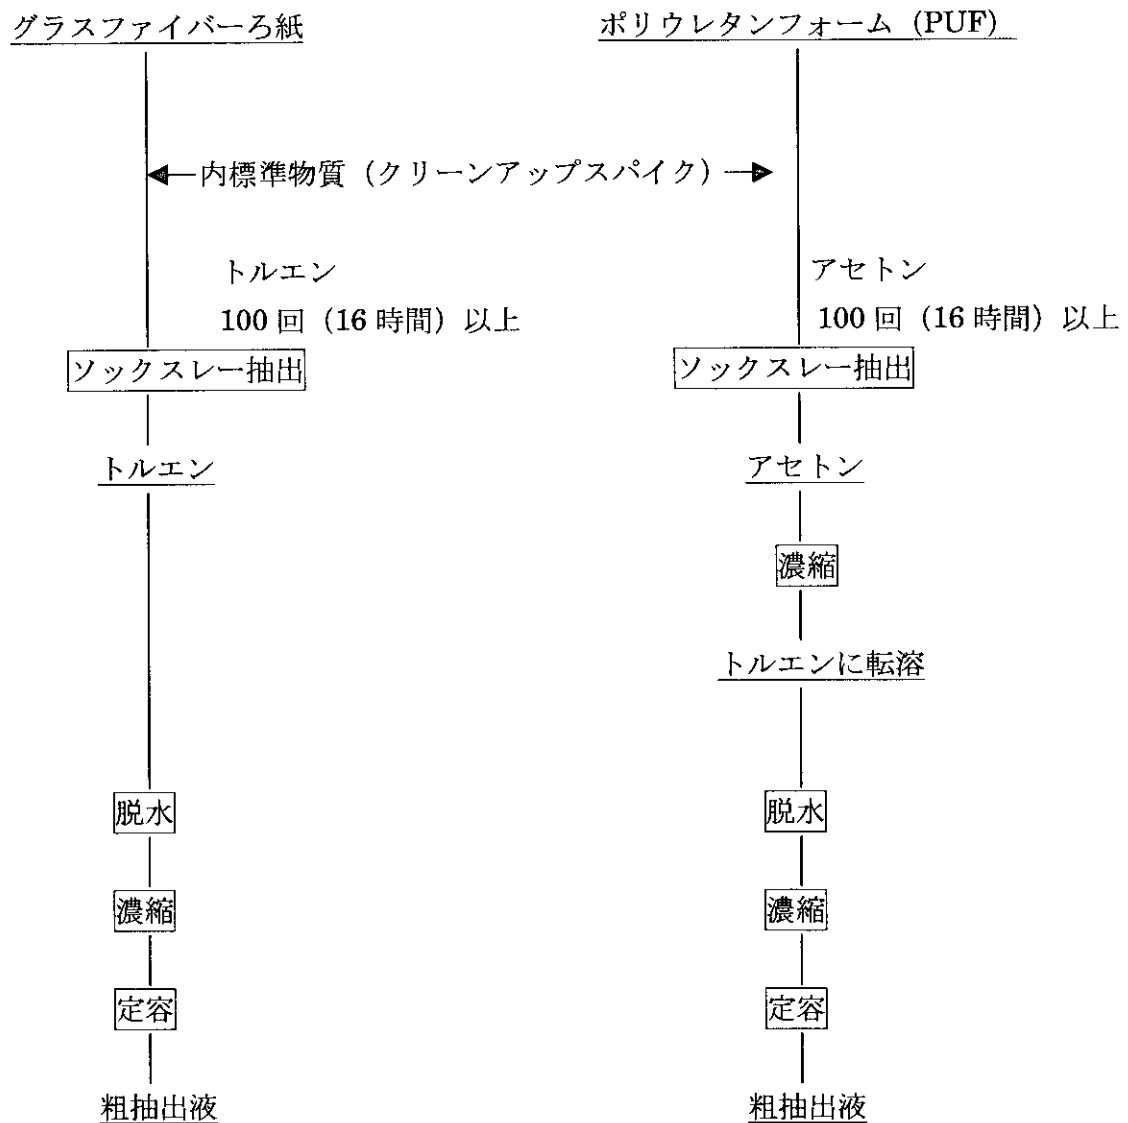 グラスファイバーろ紙
ポリウレタンフォーム (PUF)
内標準物質（クリーンアップスパイク）
トルエン
100 回（16 時間）以上
アセトン
100 回（16 時間）以上
ソックスレー抽出
ソックスレー抽出
トルエン
アセトン
濃縮
トルエンに転溶
脱水
脱水
濃縮
濃縮
定容
定容
粗抽出液
粗抽出液